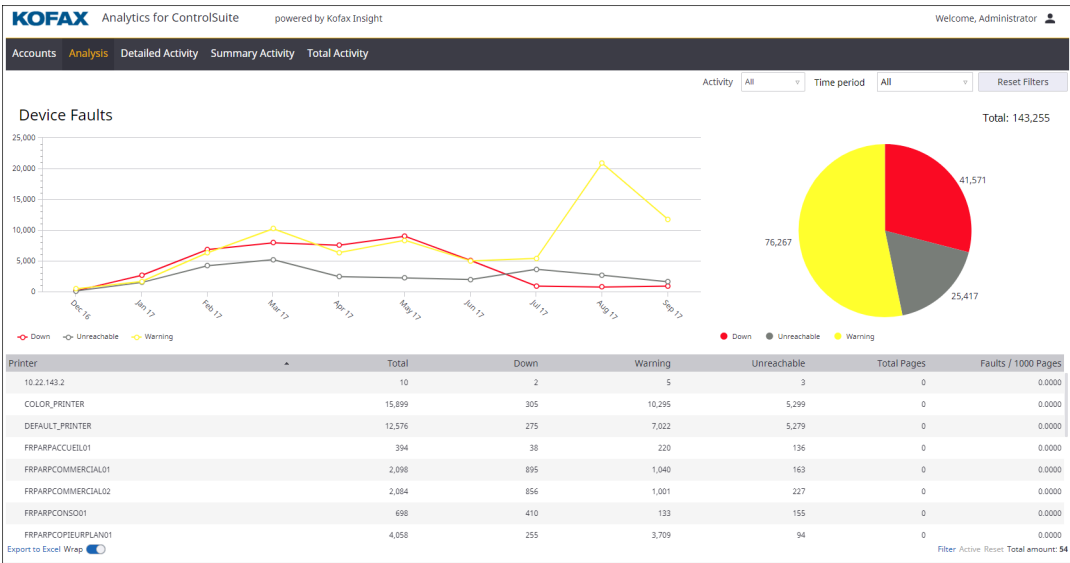 KOFAX Analytics for ControlSuite powered by Kofax Insight Welcome, Administrator
Accounts Analysis Detailed Activity Summary Activity Total Activity
Activity All Time period All Reset Filters
Device Faults
Total: 143,255
25,000
20,000
15,000
10,000
5,000
0
Dec 16 Jan 17 Feb 17 Mar 17 Apr 17 May 17 Jun 17 Jul 17 Aug 17 Sep 17
Down Unreachable Warning
41,571
76,267
25,417
Down Unreachable Warning
Printer Total Down Warning Unreachable Total Pages Faults / 1000 Pages
10.22.143.2 10 2 5 3 0 0.0000
COLOR_PRINTER 15,899 305 10,295 5,299 0 0.0000
DEFAULT_PRINTER 12,576 275 7,022 5,279 0 0.0000
FRPARPACCUEIL01 394 38 220 136 0 0.0000
FRPARPCOMMERCIAL01 2,098 895 1,040 163 0 0.0000
FRPARPCOMMERCIAL02 2,084 856 1,001 227 0 0.0000
FRPARPCONSO01 698 410 133 155 0 0.0000
FRPARPCOPIEURPLAN01 4,058 255 3,709 94 0 0.0000
Export to Excel Wrap Filter Active Reset Total amount: 54